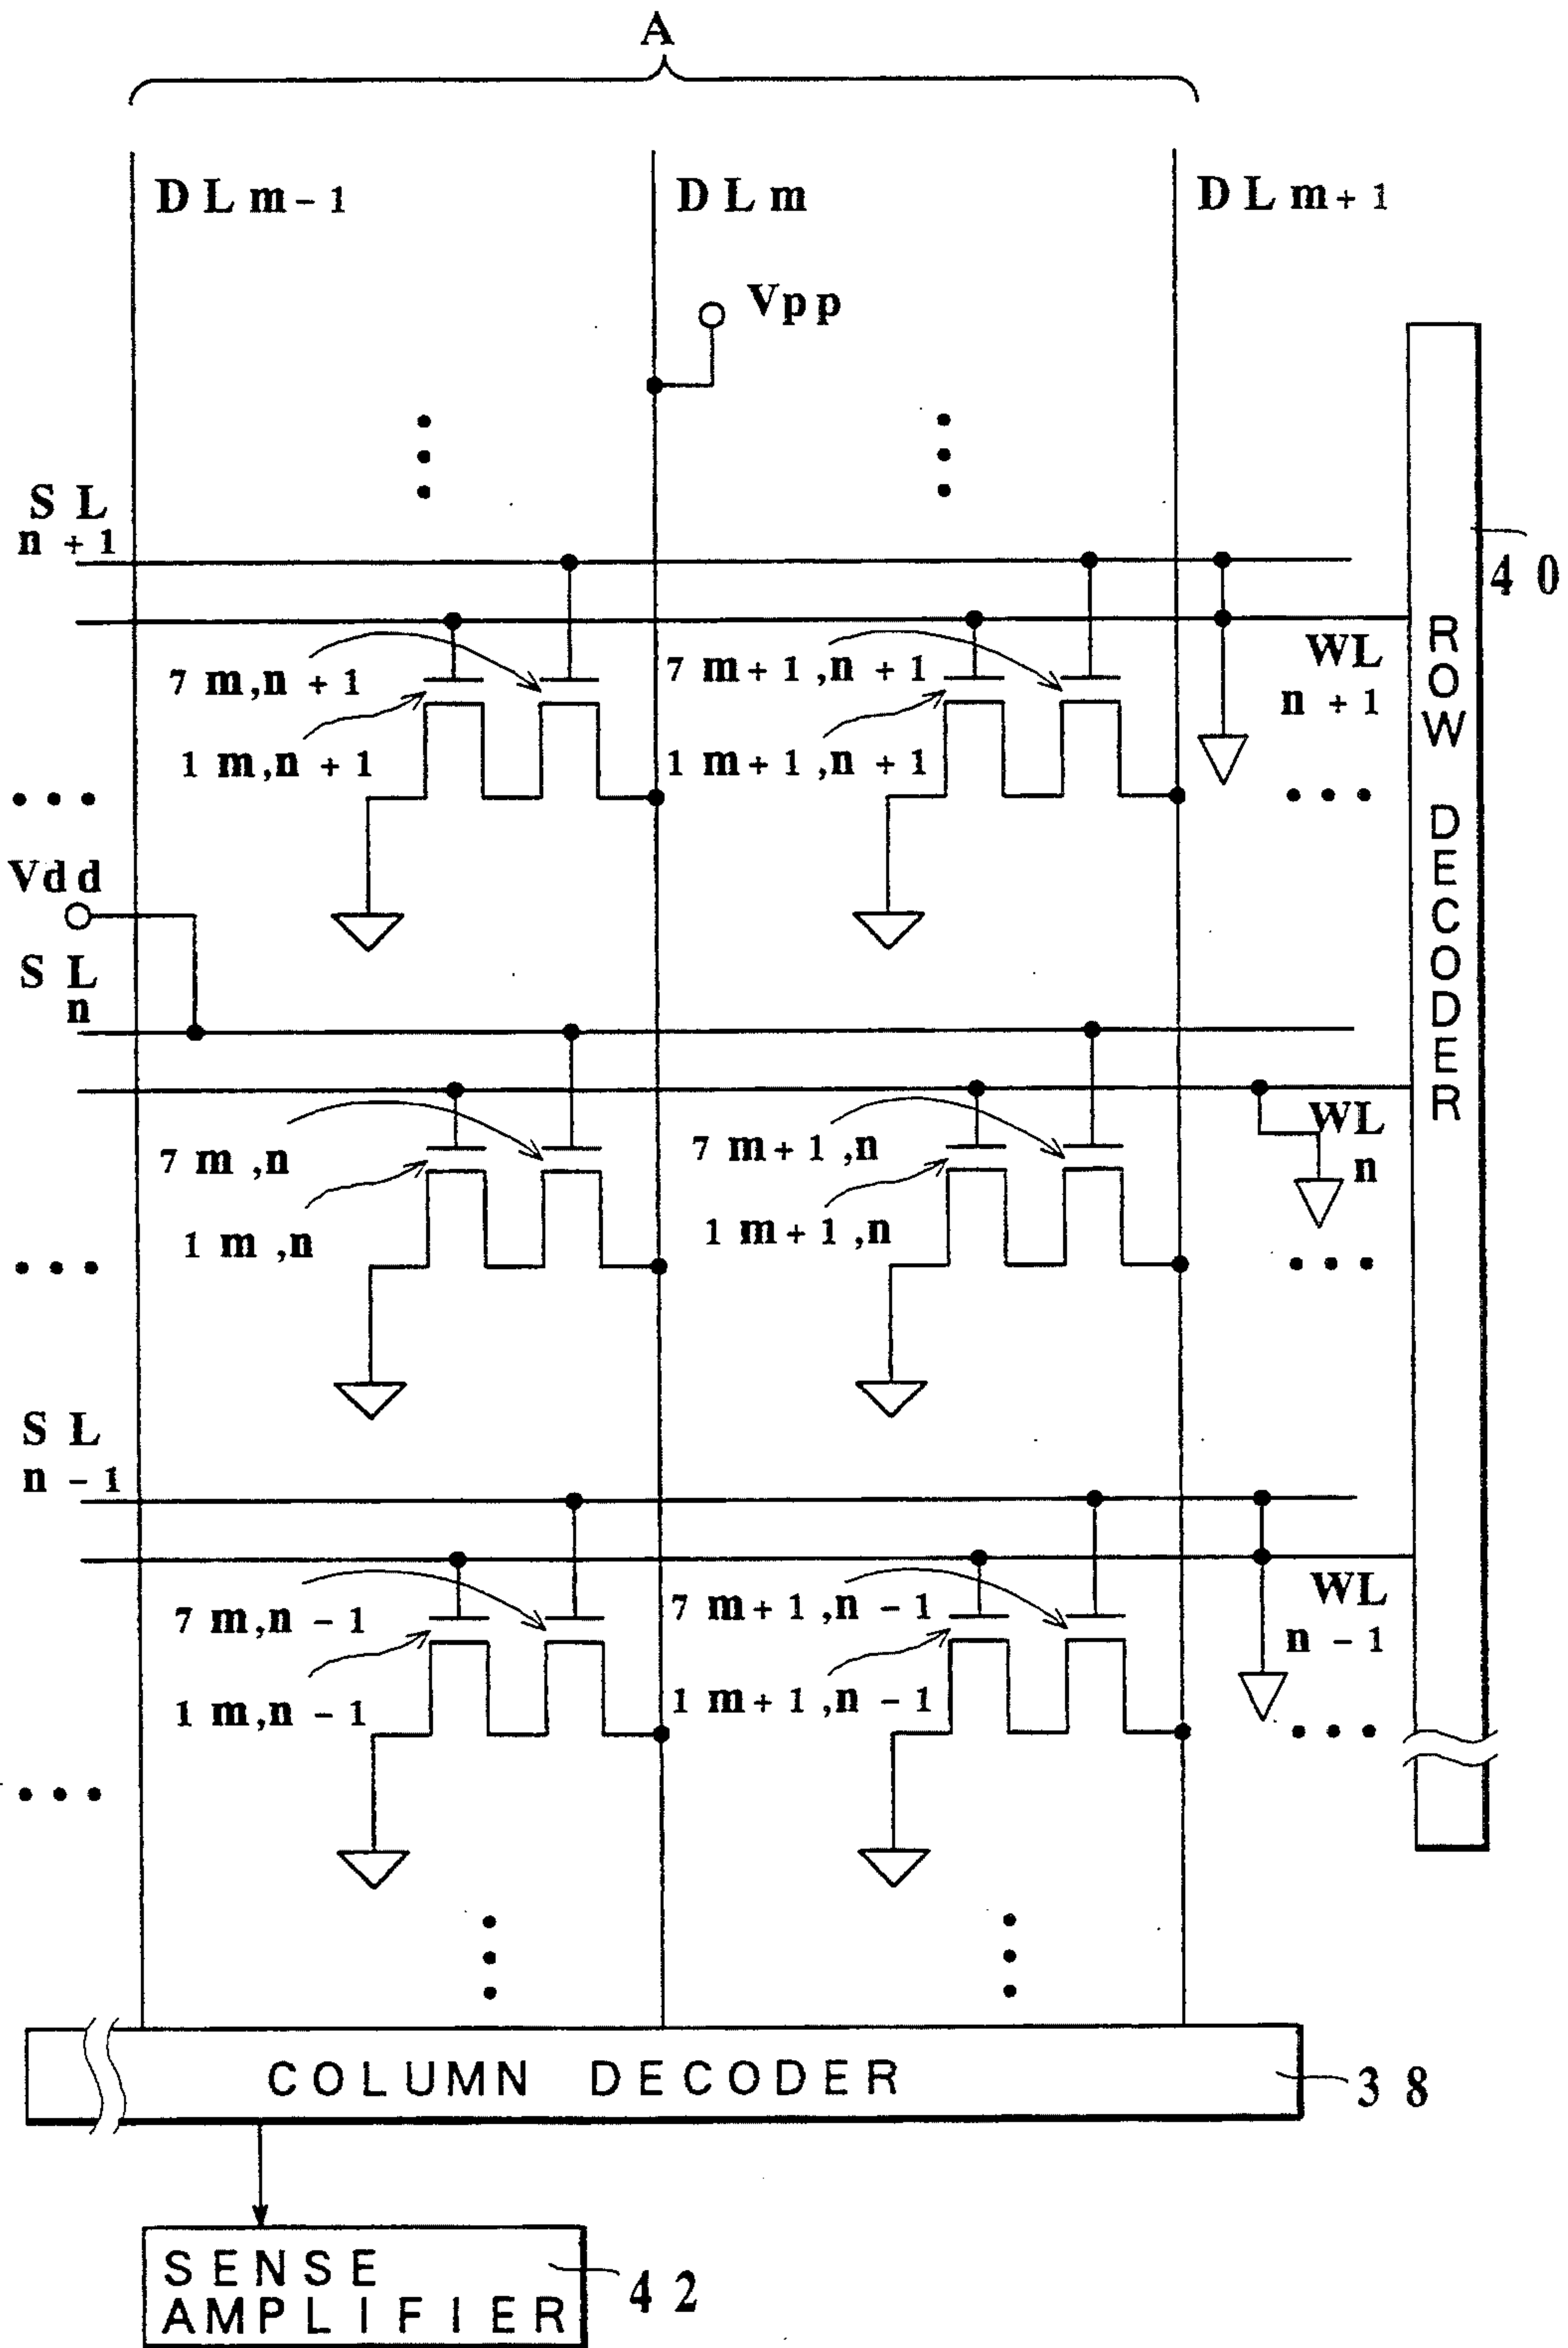 A
DLm-1
DLm
DLm+1
Vpp
SL
n+1
40
7 m,n+1
1 m,n+1
7 m+1,n+1
1 m+1,n+1
WL
n+1
ROW DECODER
Vdd
SL
n
7 m,n
1 m,n
7 m+1,n
1 m+1,n
WL
n
SL
n-1
7 m,n-1
1 m,n-1
7 m+1,n-1
1 m+1,n-1
WL
n-1
COLUMN DECODER
38
SENSE
AMPLIFIER
42